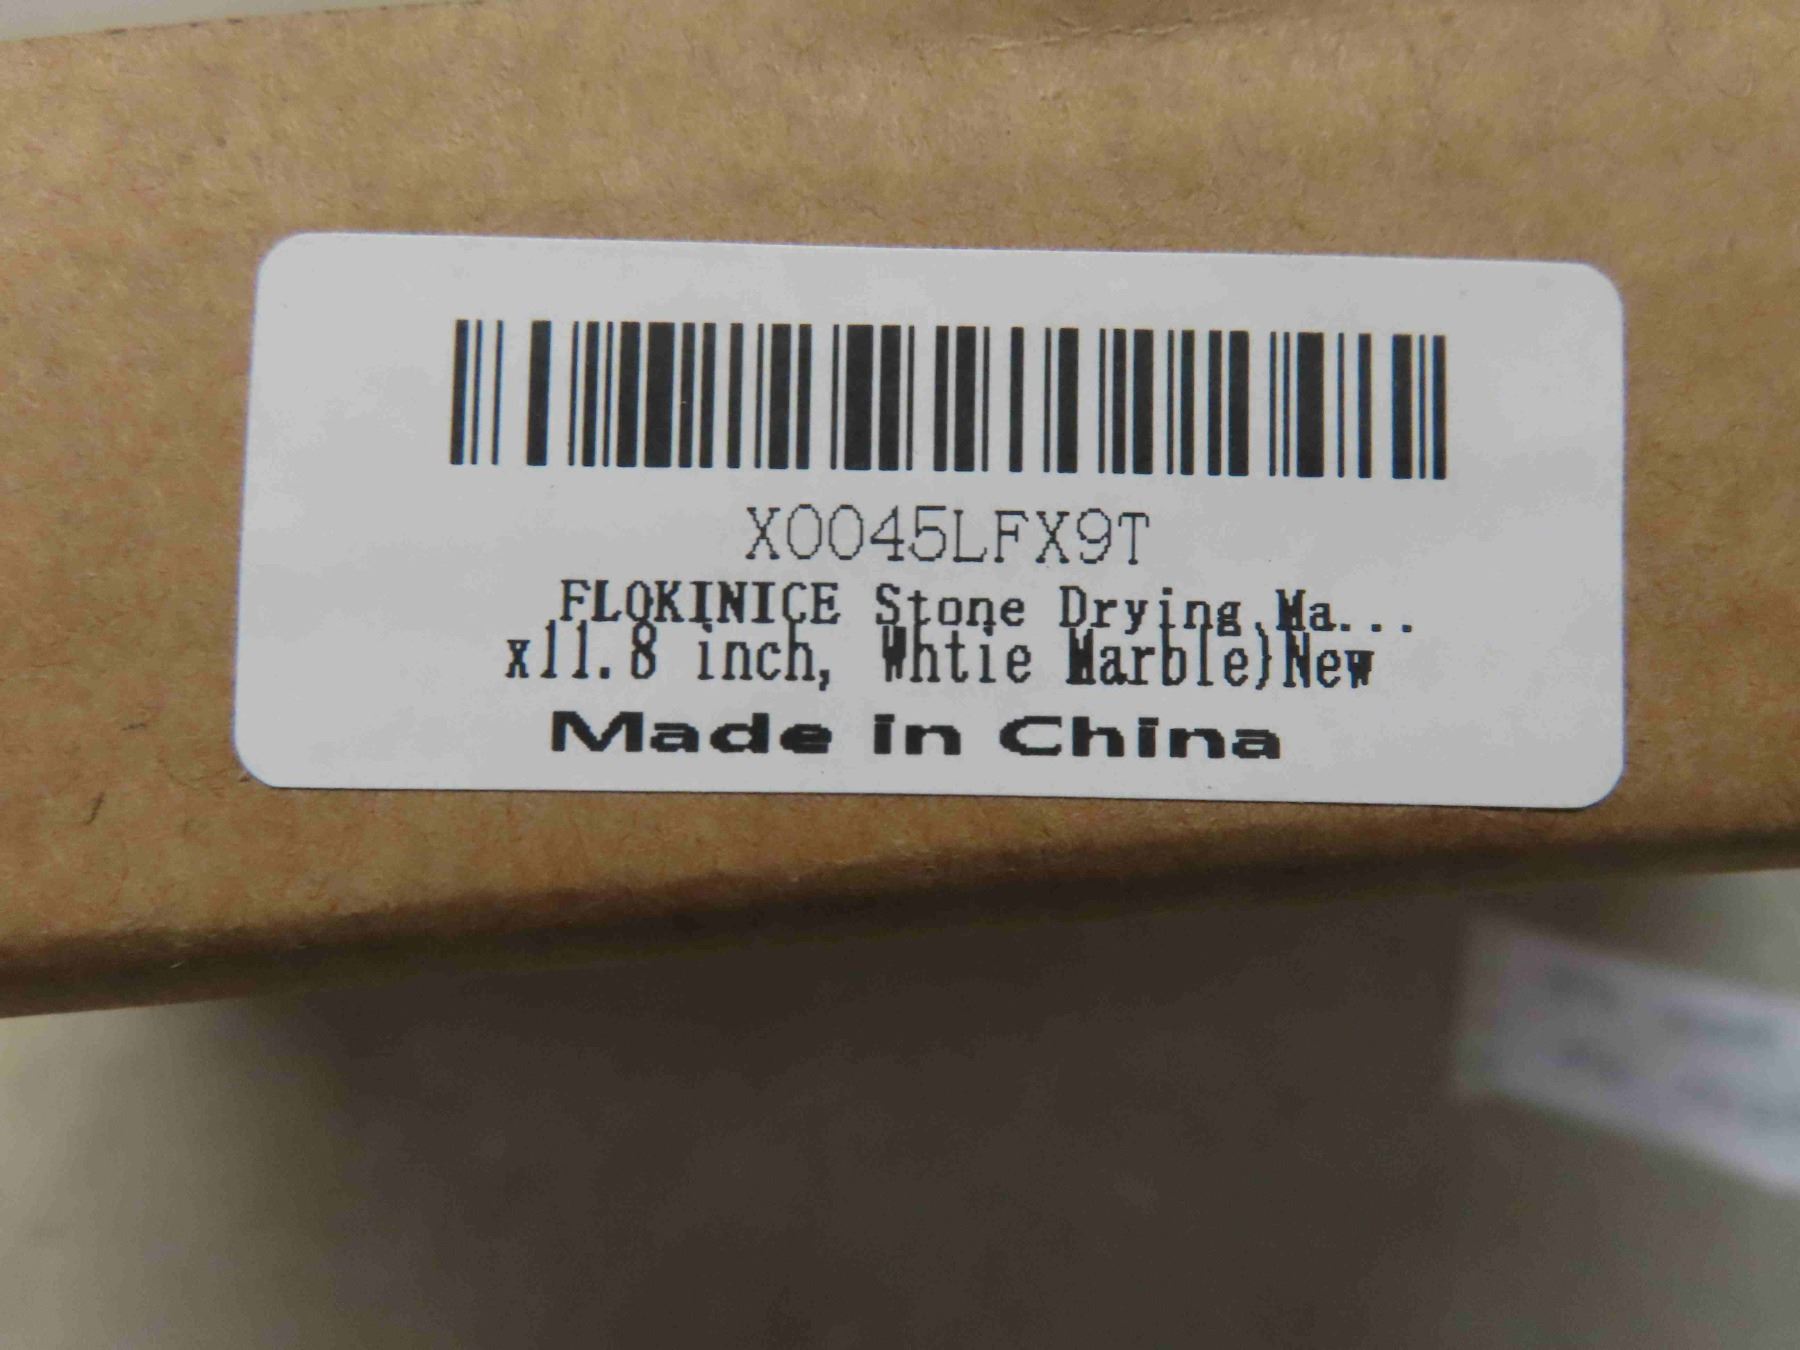 X0045LFX9T
FLOKINICE Stone Drying Ma...
x11.8 inch, Whtie Marble)New
Made in China